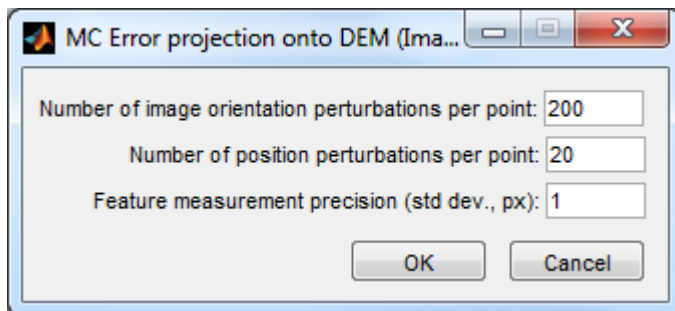 MC Error projection onto DEM (Ima...
Number of image orientation perturbations per point: 200
Number of position perturbations per point: 20
Feature measurement precision (std dev., px): 1
OK Cancel